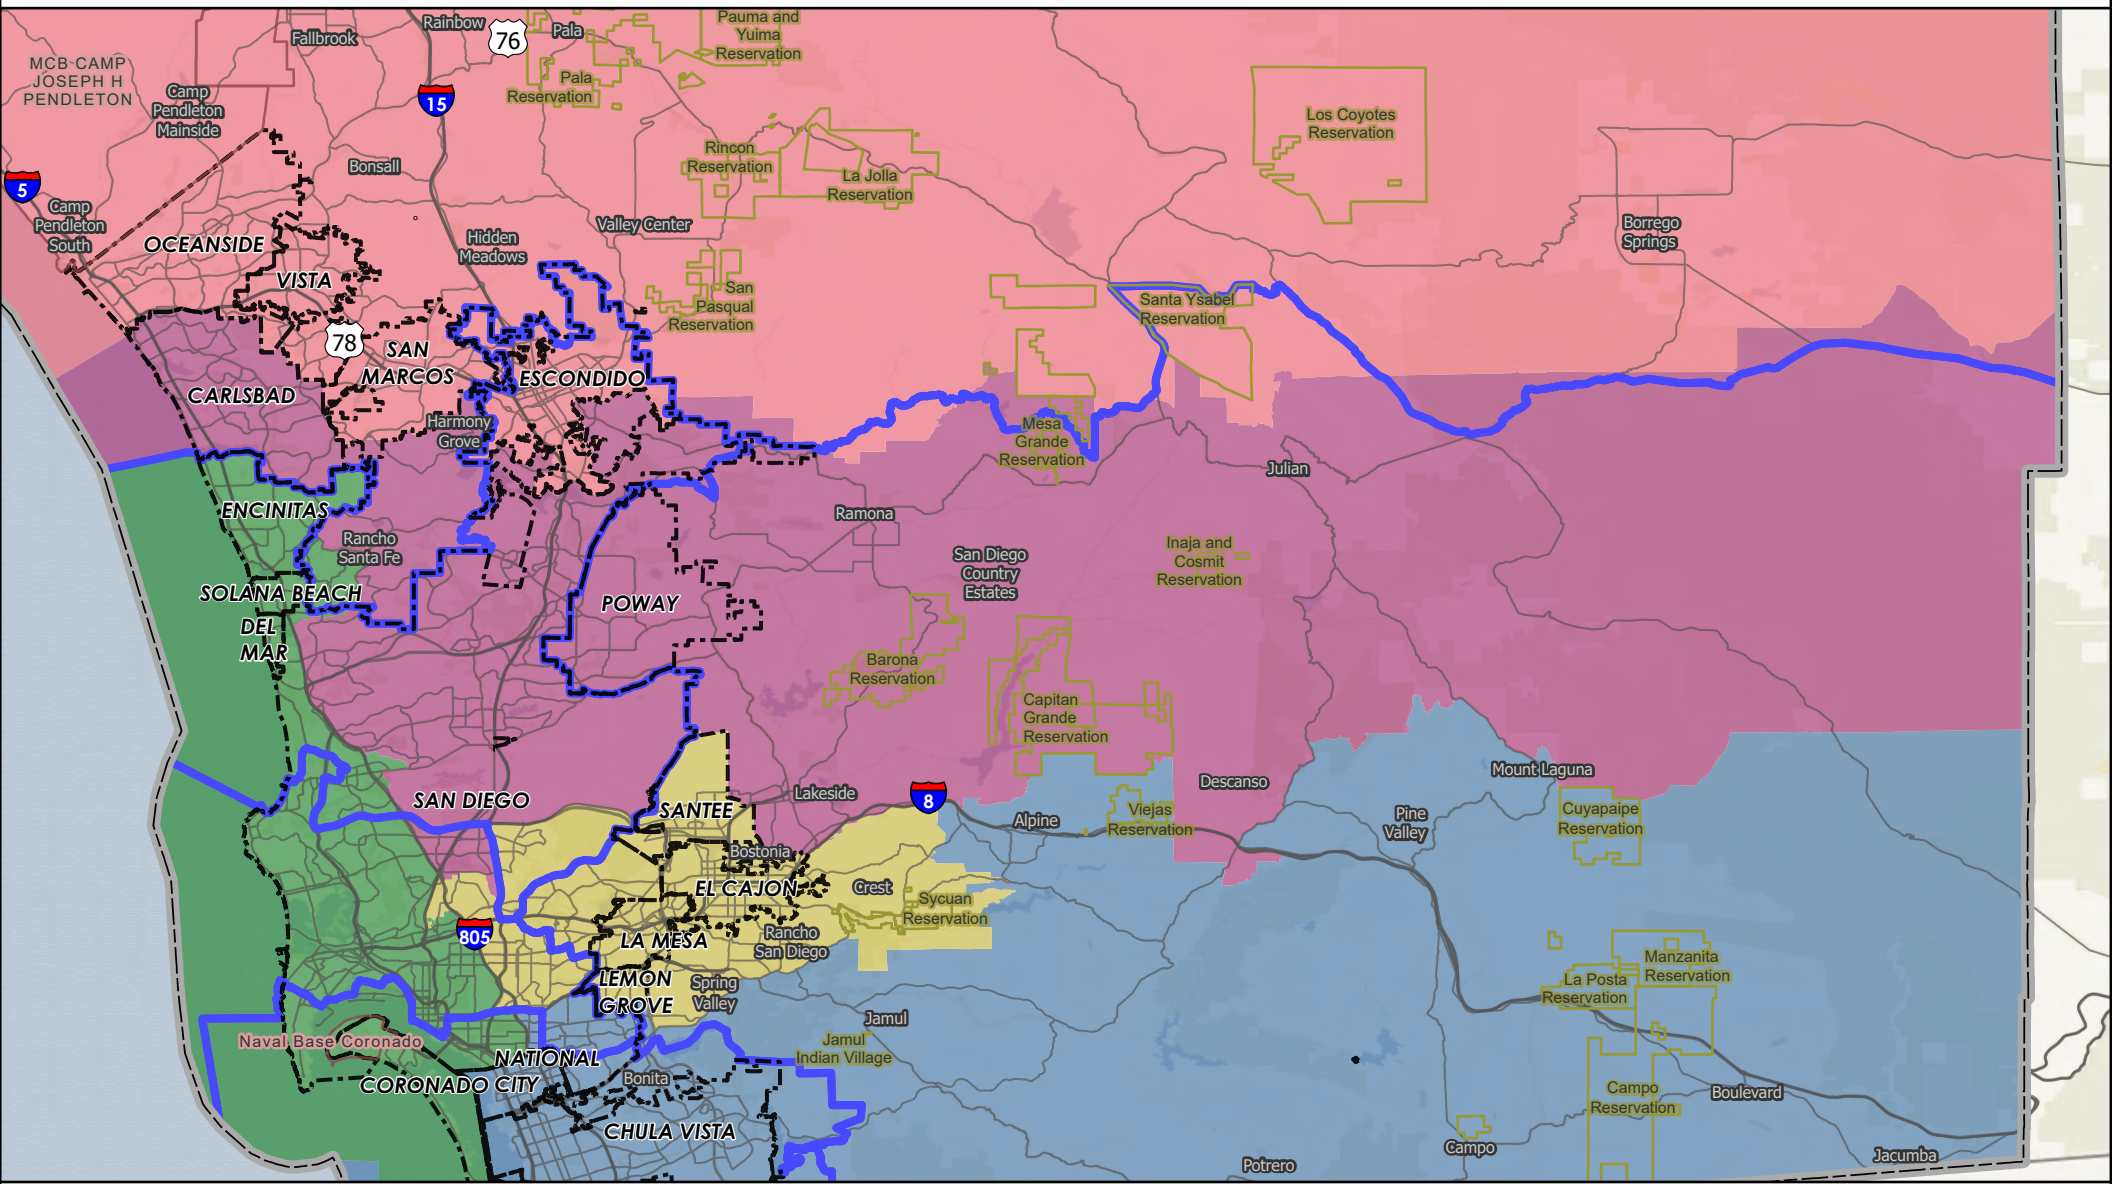 Rainbow
Fallbrook
76
Pala
Pauma and
Yuima
Reservation
MCB CAMP
JOSEPH H
PENDLETON
Camp
Pendleton
Mainside
15
Pala
Reservation
Los Coyotes
Reservation
Bonsall
Rincon
Reservation
La Jolla
Reservation
5
Camp
Pendleton
South
OCEANSIDE
Hidden
Meadows
Valley Center
Borrego
Springs
VISTA
San
Pasqual
Reservation
Santa Ysabel
Reservation
78
SAN
MARCOS
ESCONDIDO
CARLSBAD
Harmony
Grove
Mesa
Grande
Reservation
Julian
ENCINITAS
Ramona
Rancho
Santa Fe
San Diego
Country
Estates
Inaja and
Cosmit
Reservation
SOLANA BEACH
POWAY
DEL
MAR
Barona
Reservation
Capitan
Grande
Reservation
SAN DIEGO
SANTEE
Lakeside
8
Descanso
Mount Laguna
Alpine
Viejas
Reservation
Pine
Valley
Cuyapaipe
Reservation
Bostonia
EL CAJON
Crest
Sycuan
Reservation
805
LA MESA
Rancho
San Diego
LEMON
GROVE
Spring
Valley
Manzanita
Reservation
La Posta
Reservation
Jamul
Naval Base Coronado
Jamul
Indian Village
NATIONAL
CITY
CORONADO
Bonita
Campo
Reservation
Boulevard
CHULA VISTA
Campo
Potrero
Jacumba